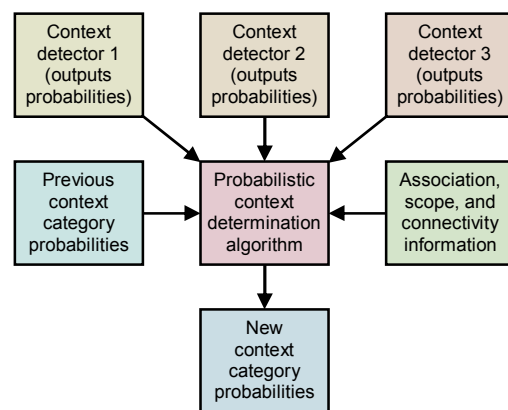 Context
detector 1
(outputs
probabilities)
Context
detector 2
(outputs
probabilities)
Context
detector 3
(outputs
probabilities)
Previous
context
category
probabilities
Probabilistic
context
determination
algorithm
Association,
scope, and
connectivity
information
New
context
category
probabilities